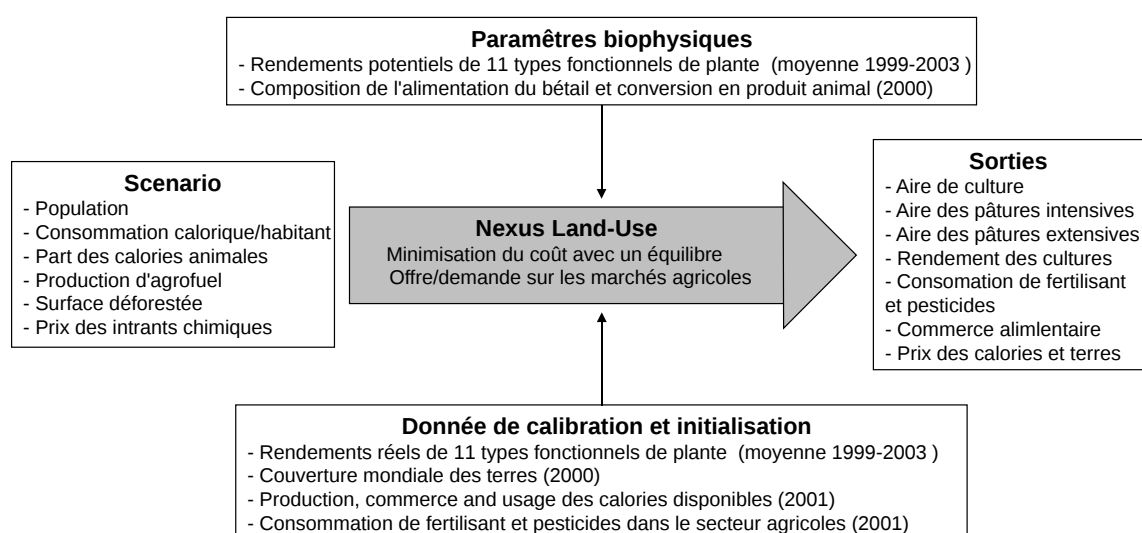 Paramêtres biophysiques
- Rendements potentiels de 11 types fonctionnels de plante (moyenne 1999-2003 )
- Composition de l'alimentation du bétail et conversion en produit animal (2000)
Scenario
- Population
- Consommation calorique/habitant
- Part des calories animales
- Production d'agrofuel
- Surface déforestée
- Prix des intrants chimiques
Nexus Land-Use
Minimisation du coût avec un équilibre
Offre/demande sur les marchés agricoles
Sorties
- Aire de culture
- Aire des pâtures intensives
- Aire des pâtures extensives
- Rendement des cultures
- Consomation de fertilisant
et pesticides
- Commerce alimlentaire
- Prix des calories et terres
Donnée de calibration et initialisation
- Rendements réels de 11 types fonctionnels de plante (moyenne 1999-2003 )
- Couverture mondiale des terres (2000)
- Production, commerce and usage des calories disponibles (2001)
- Consommation de fertilisant et pesticides dans le secteur agricoles (2001)